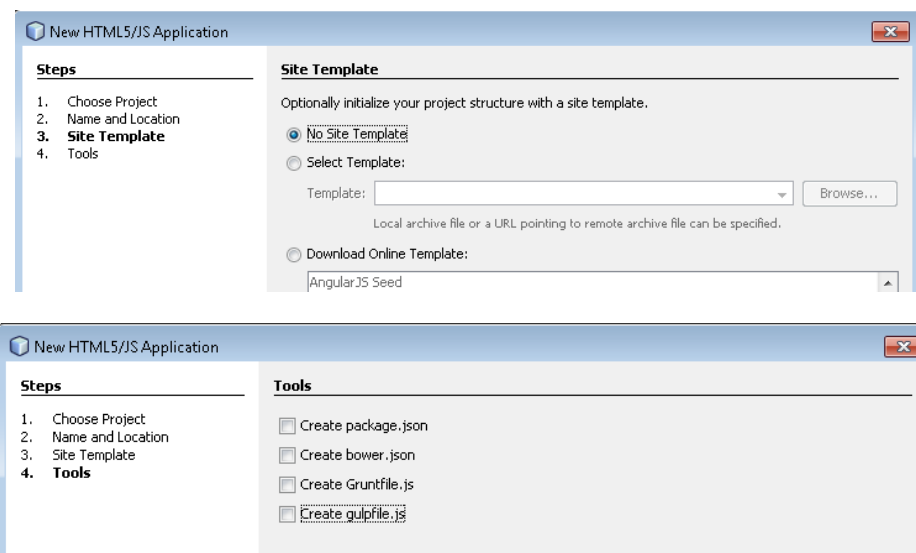 New HTML5/JS Application
Steps
1. Choose Project
2. Name and Location
3. Site Template
4. Tools
Site Template
Optionally initialize your project structure with a site template.
No Site Template
Select Template:
Template:
Browse...
Local archive file or a URL pointing to remote archive file can be specified.
Download Online Template:
AngularJS Seed
New HTML5/JS Application
Steps
1. Choose Project
2. Name and Location
3. Site Template
4. Tools
Tools
Create package.json
Create bower.json
Create Gruntfile.js
Create gulpfile.js